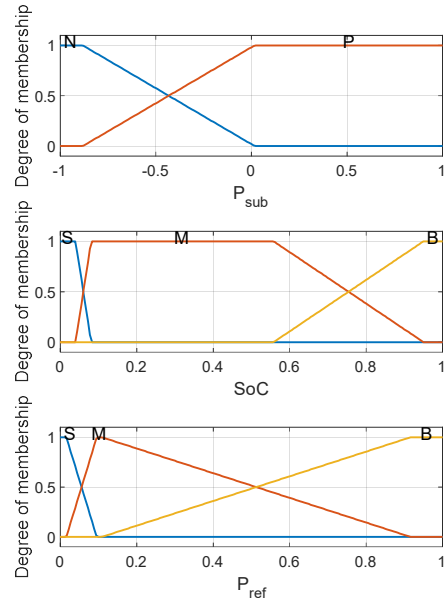 N P
1
0.5
0
Degree of membership
-1 -0.5 0 0.5 1
P_sub
S M B
1
0.5
0
Degree of membership
0 0.2 0.4 0.6 0.8 1
SoC
S M B
1
0.5
0
Degree of membership
0 0.2 0.4 0.6 0.8 1
P_ref